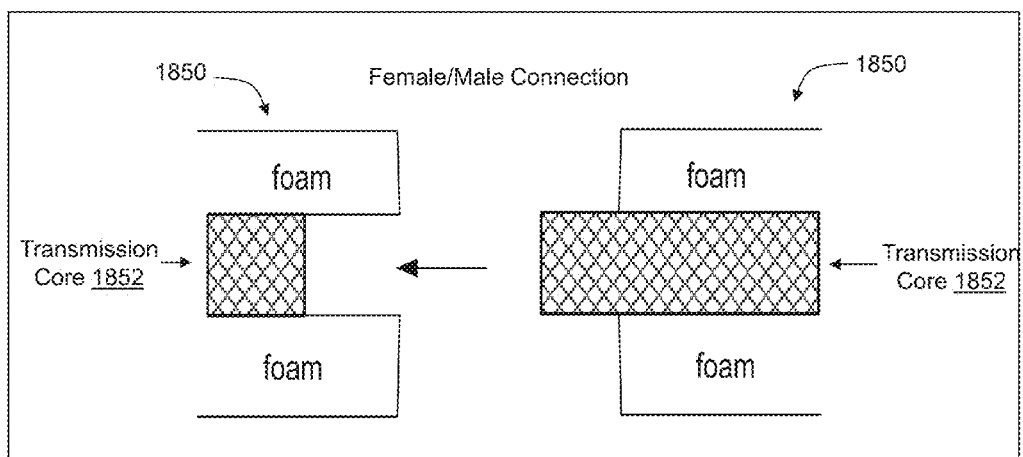 1850
Female/Male Connection
1850
foam
foam
Transmission
Core 1852
Transmission
Core 1852
foam
foam